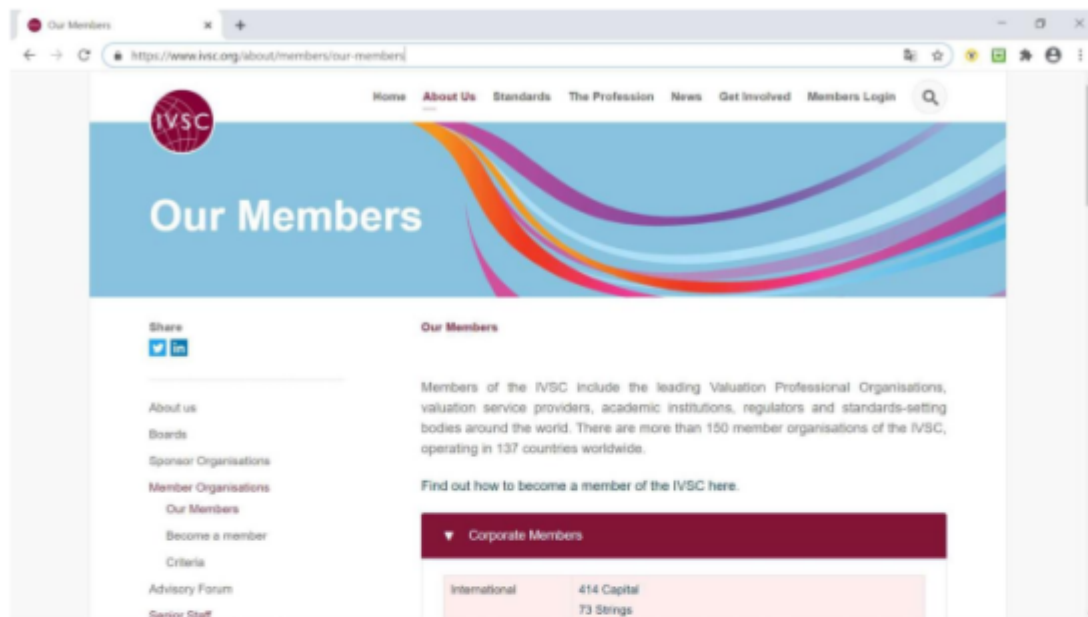 Our Members
https://www.ivsc.org/about/members/our-members
Home About Us Standards The Profession News Get Involved Members Login
IVSC
Our Members
Share
Our Members
Members of the IVSC include the leading Valuation Professional Organisations,
valuation service providers, academic institutions, regulators and standards-setting
bodies around the world. There are more than 150 member organisations of the IVSC,
operating in 137 countries worldwide.
Find out how to become a member of the IVSC here.
About us
Boards
Sponsor Organisations
Member Organisations
Our Members
Become a member
Criteria
Advisory Forum
Senior Staff
Corporate Members
International 414 Capital
73 Strings